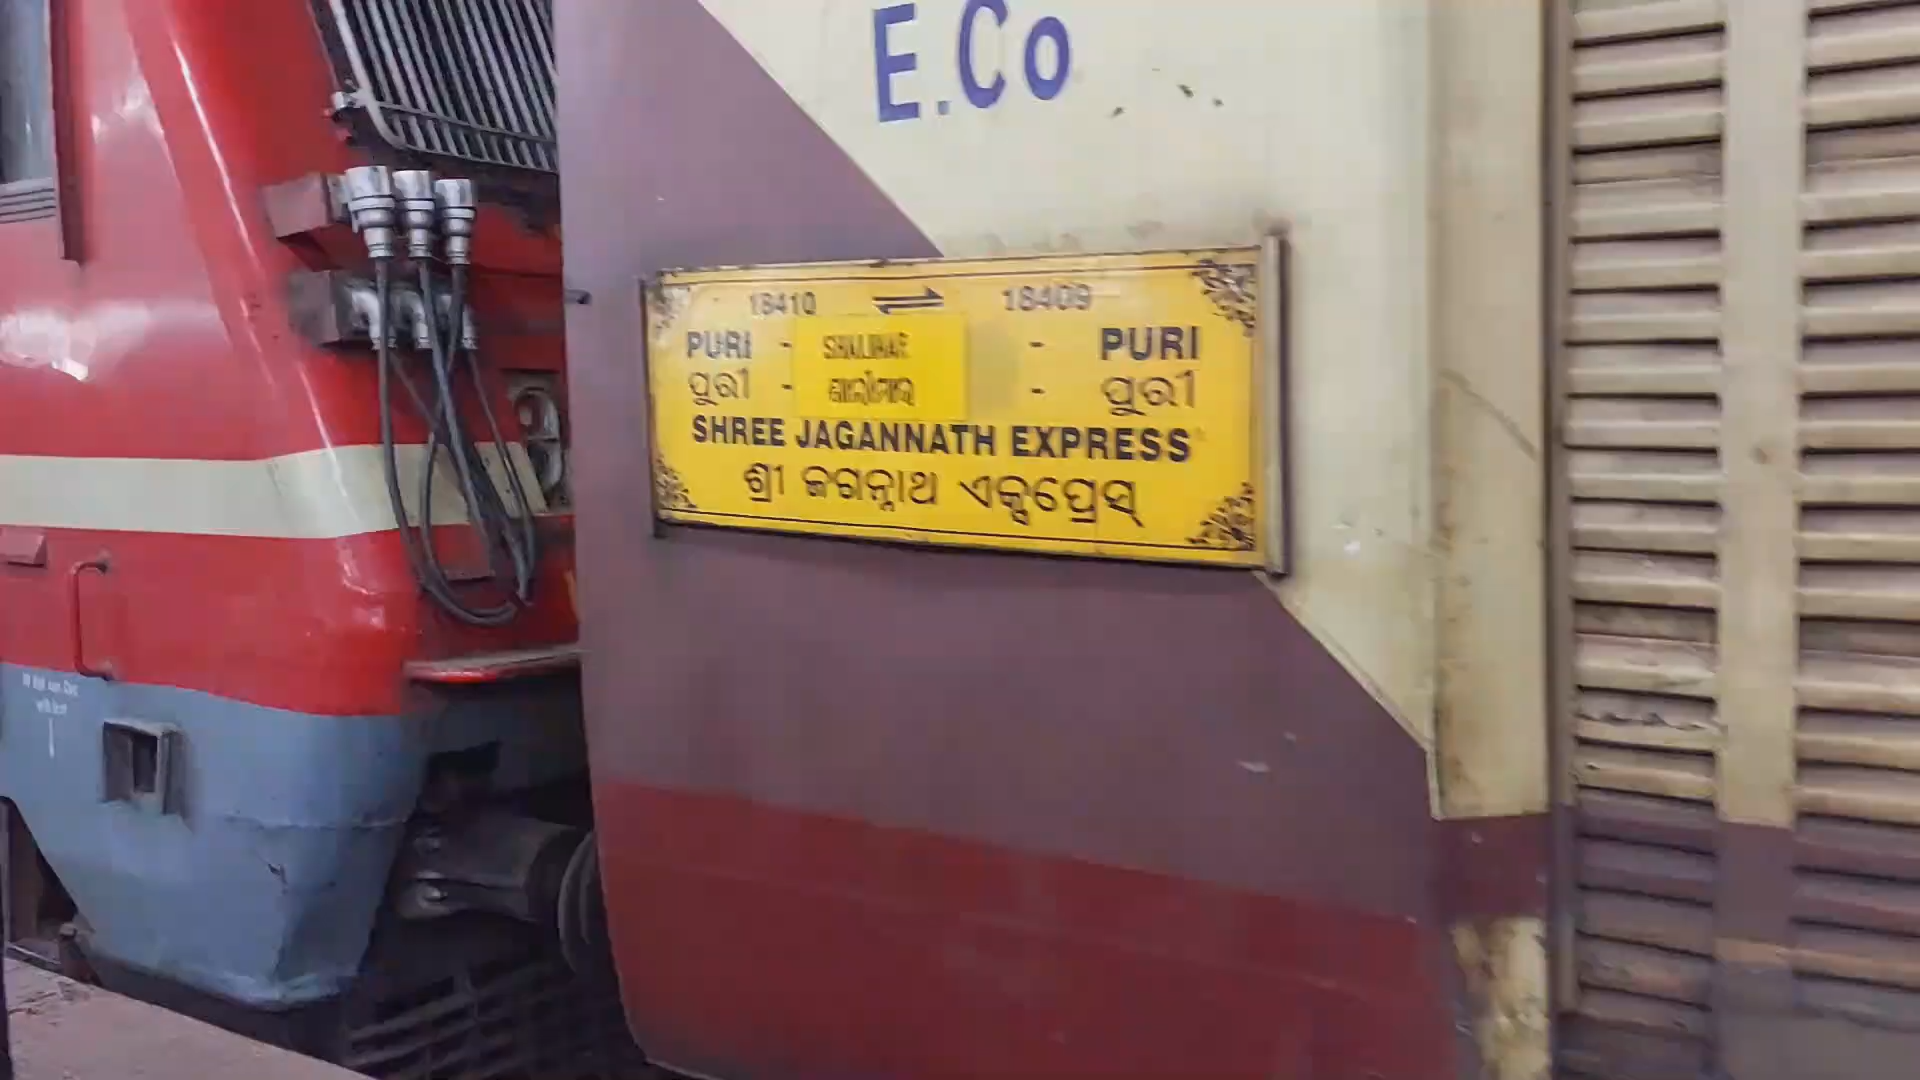 E.Co
18410 ⇌ 18409
PURI - SHALIMAR - PURI
ପୁରୀ - ଶାଲୀମାର - ପୁରୀ
SHREE JAGANNATH EXPRESS
ଶ୍ରୀ ଜଗନ୍ନାଥ ଏକ୍ସପ୍ରେସ୍